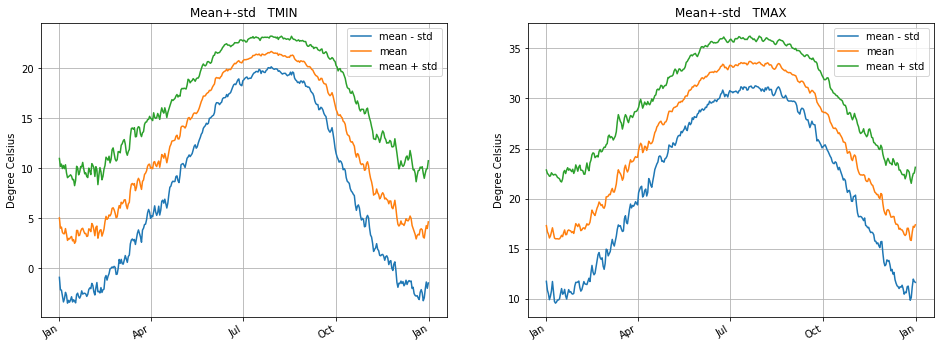 Mean+-std   TMIN
mean - std
mean
mean + std
Degree Celsius
20
15
10
5
0
Jan
Apr
Jul
Oct
Jan
Mean+-std   TMAX
mean - std
mean
mean + std
Degree Celsius
35
30
25
20
15
10
Jan
Apr
Jul
Oct
Jan